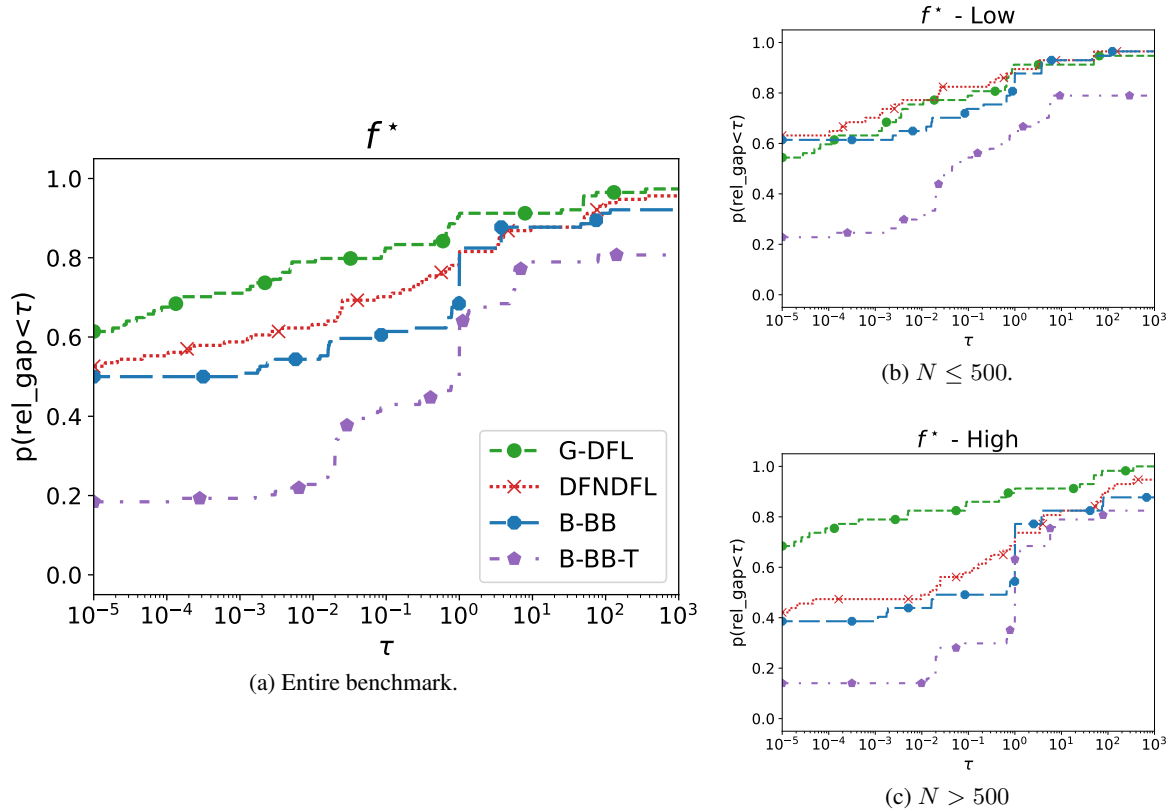 f⋆
p(rel_gap<τ)
1.0
0.8
0.6
0.4
0.2
0.0
10⁻⁵ 10⁻⁴ 10⁻³ 10⁻² 10⁻¹ 10⁰ 10¹ 10² 10³
τ
G-DFL
DFNDFL
B-BB
B-BB-T
(a) Entire benchmark.
f⋆ - Low
p(rel_gap<τ)
1.0
0.8
0.6
0.4
0.2
0.0
10⁻⁵ 10⁻⁴ 10⁻³ 10⁻² 10⁻¹ 10⁰ 10¹ 10² 10³
τ
(b) N ≤ 500.
f⋆ - High
p(rel_gap<τ)
1.0
0.8
0.6
0.4
0.2
0.0
10⁻⁵ 10⁻⁴ 10⁻³ 10⁻² 10⁻¹ 10⁰ 10¹ 10² 10³
τ
(c) N > 500